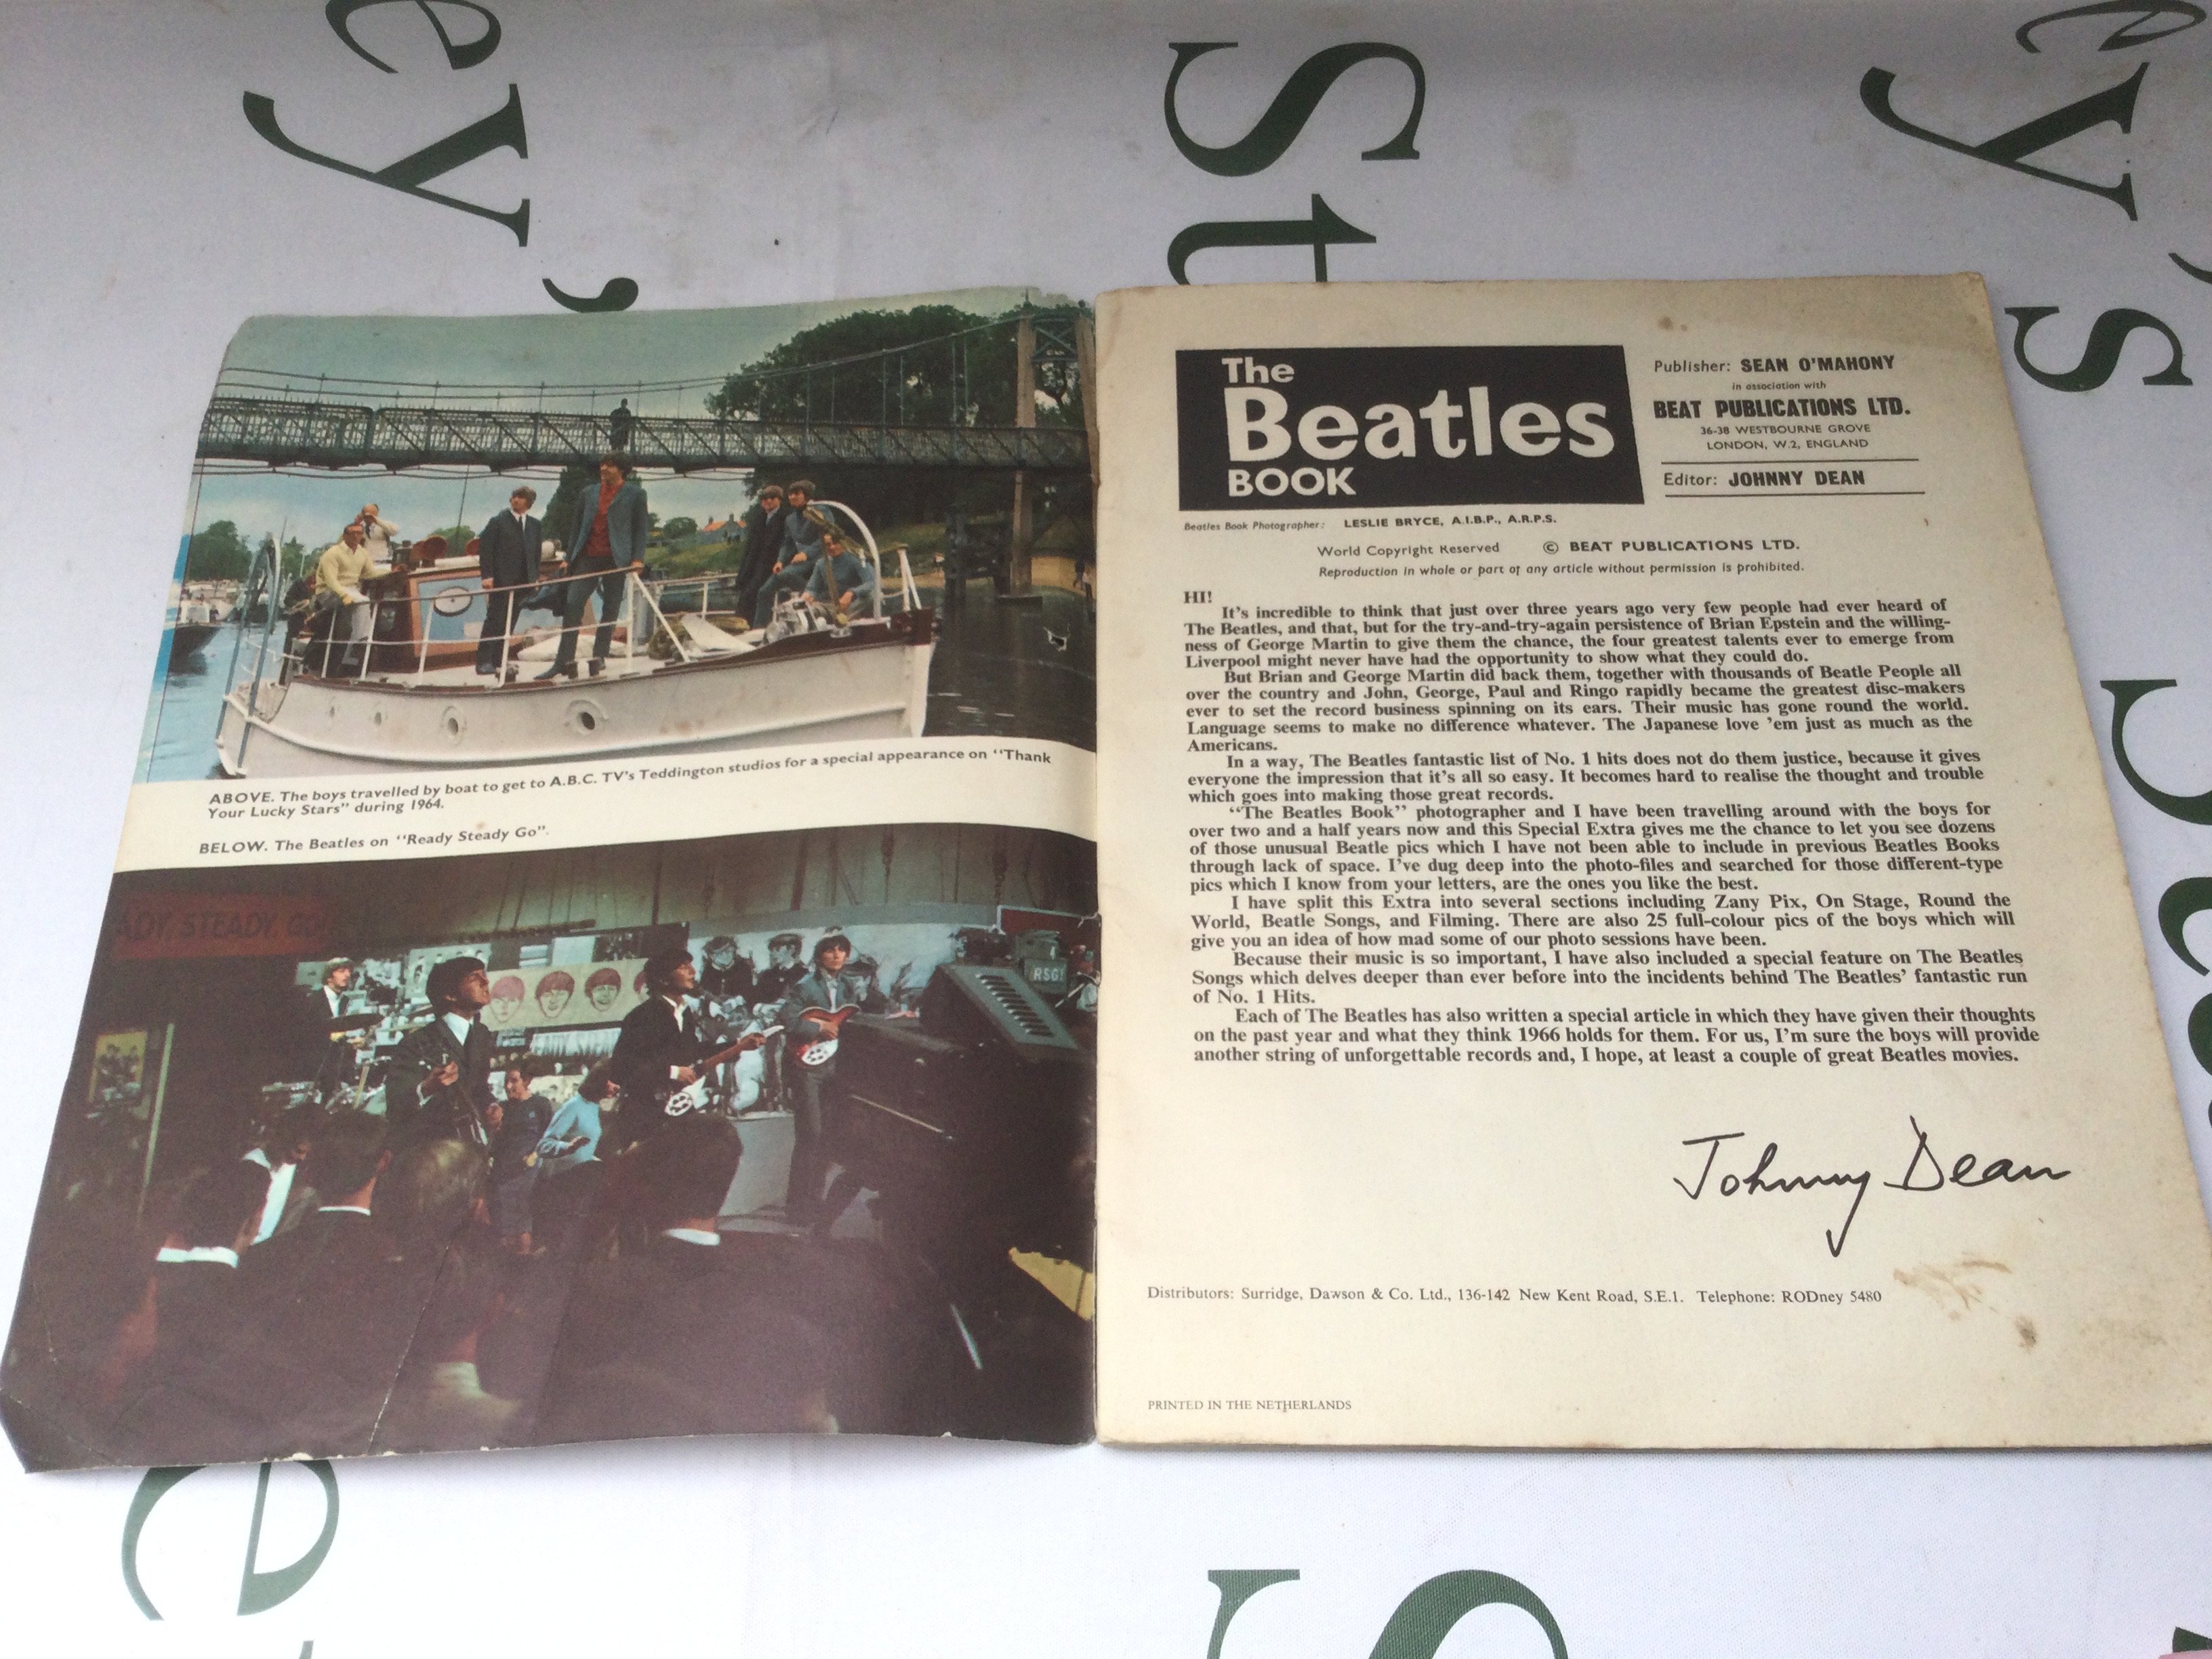 ey's
St
ey's
ABOVE. The boys travelled by boat to get to A.B.C. TV's Teddington studios for a special appearance on "Thank
Your Lucky Stars" during 1964.
BELOW. The Beatles on "Ready Steady Go".
ADY STEADY GO
4
RSG
The
Beatles
BOOK
Publisher: SEAN O'MAHONY
in association with
BEAT PUBLICATIONS LTD.
36-38 WESTBOURNE GROVE
LONDON, W.2, ENGLAND
Editor: JOHNNY DEAN
Beatles Book Photographer: LESLIE BRYCE, A.I.B.P., A.R.P.S.
World Copyright Reserved © BEAT PUBLICATIONS LTD.
Reproduction in whole or part of any article without permission is prohibited.
HI!
It's incredible to think that just over three years ago very few people had ever heard of
The Beatles, and that, but for the try-and-try-again persistence of Brian Epstein and the willing-
ness of George Martin to give them the chance, the four greatest talents ever to emerge from
Liverpool might never have had the opportunity to show what they could do.
But Brian and George Martin did back them, together with thousands of Beatle People all
over the country and John, George, Paul and Ringo rapidly became the greatest disc-makers
ever to set the record business spinning on its ears. Their music has gone round the world.
Language seems to make no difference whatever. The Japanese love 'em just as much as the
Americans.
In a way, The Beatles fantastic list of No. 1 hits does not do them justice, because it gives
everyone the impression that it's all so easy. It becomes hard to realise the thought and trouble
which goes into making those great records.
"The Beatles Book" photographer and I have been travelling around with the boys for
over two and a half years now and this Special Extra gives me the chance to let you see dozens
of those unusual Beatle pics which I have not been able to include in previous Beatles Books
through lack of space. I've dug deep into the photo-files and searched for those different-type
pics which I know from your letters, are the ones you like the best.
I have split this Extra into several sections including Zany Pix, On Stage, Round the
World, Beatle Songs, and Filming. There are also 25 full-colour pics of the boys which will
give you an idea of how mad some of our photo sessions have been.
Because their music is so important, I have also included a special feature on The Beatles
Songs which delves deeper than ever before into the incidents behind The Beatles' fantastic run
of No. 1 Hits.
Each of The Beatles has also written a special article in which they have given their thoughts
on the past year and what they think 1966 holds for them. For us, I'm sure the boys will provide
another string of unforgettable records and, I hope, at least a couple of great Beatles movies.
Johnny Dean
Distributors: Surridge, Dawson & Co. Ltd., 136-142 New Kent Road, S.E.1. Telephone: RODney 5480
PRINTED IN THE NETHERLANDS